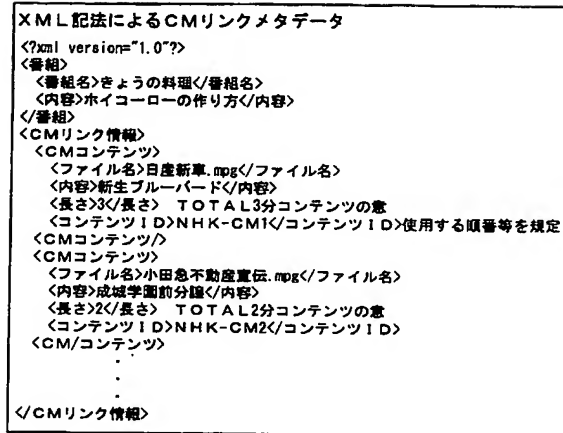 XML記法によるCMリンクメタデータ
<?xml version="1.0"?>
<番組>
<番組名>きょうの料理</番組名>
<内容>ホイコーローの作り方</内容>
</番組>
<CMリンク情報>
<CMコンテンツ>
<ファイル名>日産新車.mpg</ファイル名>
<内容>新生ブルーバード</内容>
<長さ>3</長さ> TOTAL3分コンテンツの意
<コンテンツID>NHK-CM1</コンテンツID>使用する順番等を規定
<CMコンテンツ/>
<CMコンテンツ>
<ファイル名>小田急不動産宣伝.mpg</ファイル名>
<内容>成城学園前分譲</内容>
<長さ>2</長さ> TOTAL2分コンテンツの意
<コンテンツID>NHK-CM2</コンテンツID>
<CM/コンテンツ>
.
.
.
</CMリンク情報>